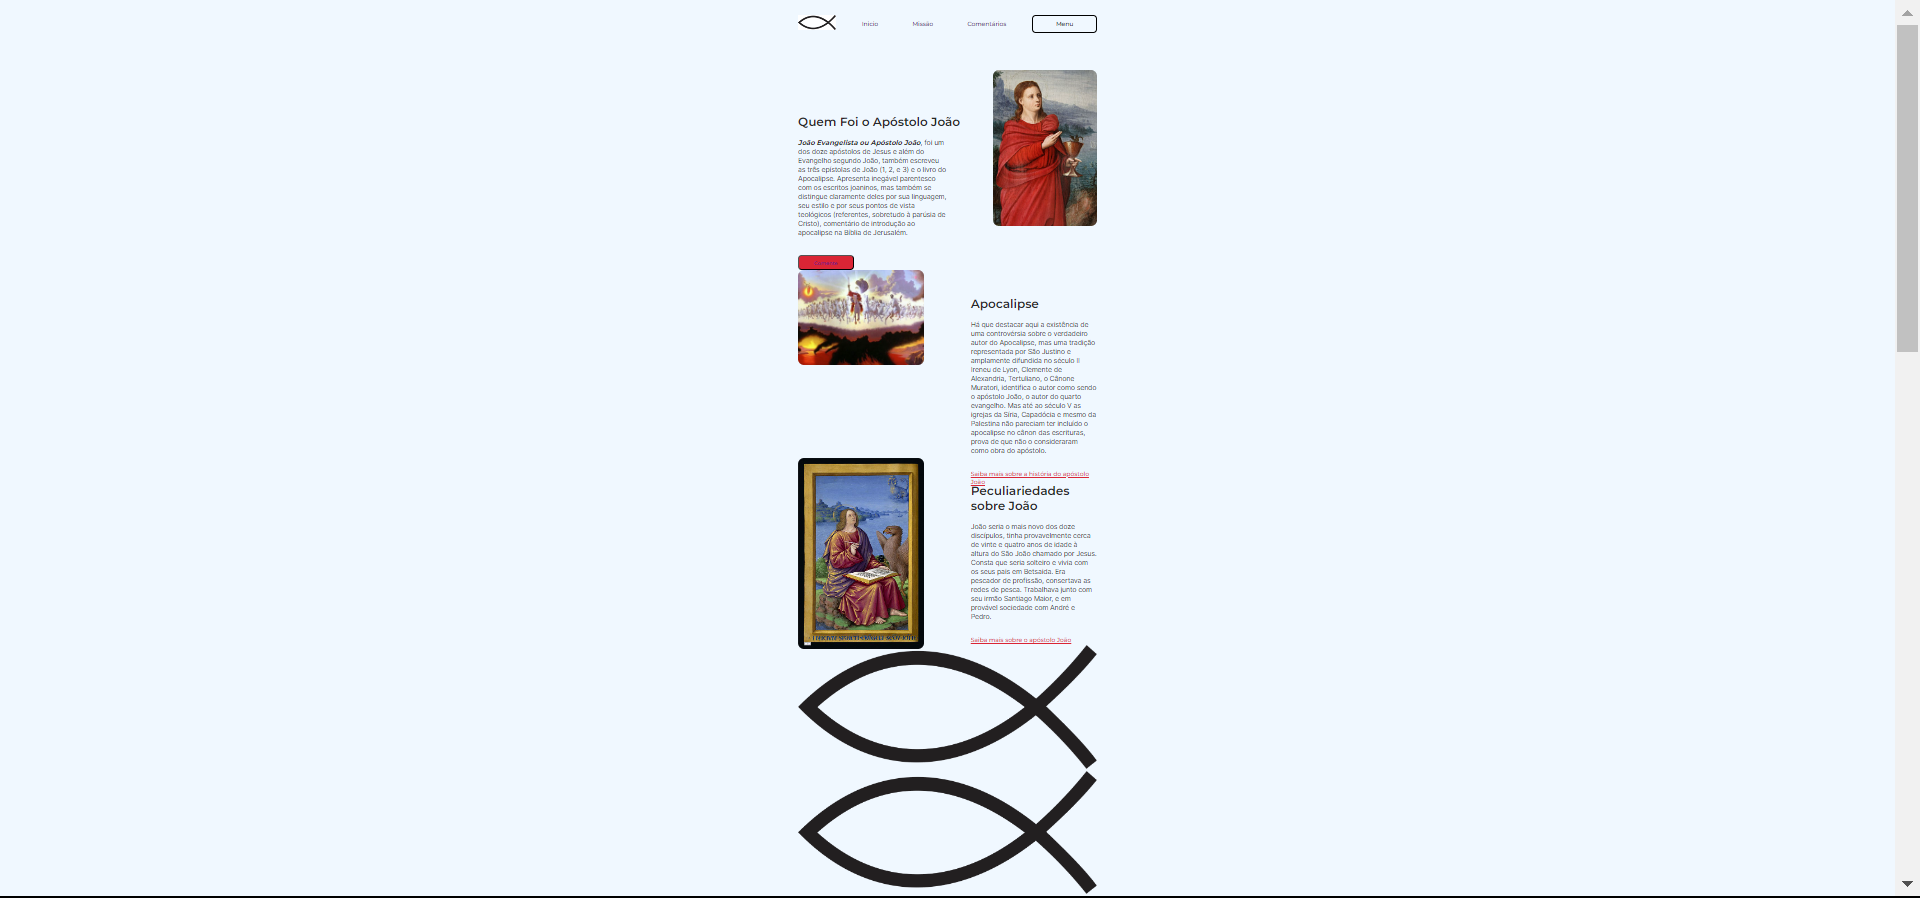 Início
Missão
Comentários
Menu
Quem Foi o Apóstolo João
João Evangelista ou Apóstolo João, foi um
dos doze apóstolos de Jesus e além do
Evangelho segundo João, também escreveu
as três epístolas de João (1, 2, e 3) e o livro do
Apocalipse. Apresenta inegável parentesco
com os escritos joaninos, mas também se
distingue claramente deles por sua linguagem,
seu estilo e por seus pontos de vista
teológicos (referentes, sobretudo à parúsia de
Cristo), comentário de introdução ao
apocalipse na Bíblia de Jerusalém.
Apocalipse
Há que destacar aqui a existência de
uma controvérsia sobre o verdadeiro
autor do Apocalipse, mas uma tradição
representada por São Justino e
amplamente difundida no século II
Ireneu de Lyon, Clemente de
Alexandria, Tertuliano, o Cânone
Muratori, identifica o autor como sendo
o apóstolo João, o autor do quarto
evangelho. Mas até ao século V as
igrejas da Síria, Capadócia e mesmo da
Palestina não pareciam ter incluído o
apocalipse no cânon das escrituras,
prova de que não o consideraram
como obra do apóstolo.
Saiba mais sobre a história do apóstolo
João
Peculiariedades
sobre João
João seria o mais novo dos doze
discípulos, tinha provavelmente cerca
de vinte e quatro anos de idade à
altura do São João chamado por Jesus.
Consta que seria solteiro e vivia com
os seus pais em Betsaida. Era
pescador de profissão, consertava as
redes de pesca. Trabalhava junto com
seu irmão Santiago Maior, e em
provável sociedade com André e
Pedro.
Saiba mais sobre o apóstolo João